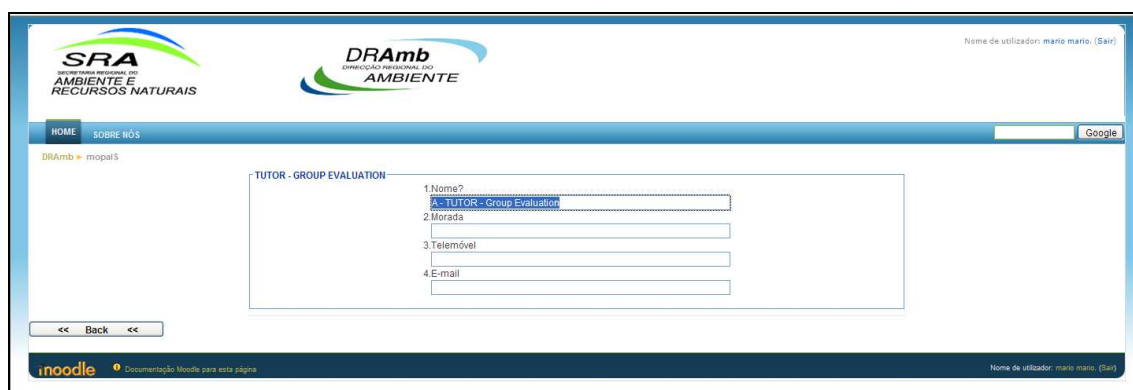 SRA
SECRETARIA REGIONAL DO
AMBIENTE E
RECURSOS NATURAIS
DRAmb
DIRECÇÃO REGIONAL DO
AMBIENTE
Nome de utilizador: mario mario. (Sair)
HOME SOBRE NÓS
Google
DRAmb ► mopal5
TUTOR - GROUP EVALUATION
1.Nome?
A - TUTOR - Group Evaluation
2.Morada
3.Telemóvel
4.E-mail
<< Back <<
moodle
Documentação Moodle para esta página
Nome de utilizador: mario mario. (Sair)